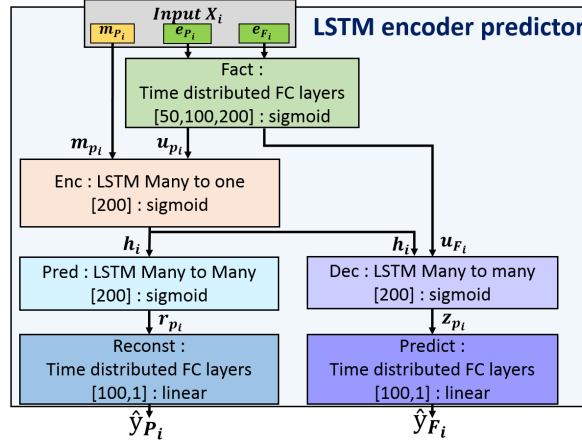 Input X_i
LSTM encoder predictor
m_{P_i} e_{P_i} e_{F_i}
Fact :
Time distributed FC layers
[50,100,200] : sigmoid
m_{p_i} u_{p_i}
Enc : LSTM Many to one
[200] : sigmoid
h_i h_i u_{F_i}
Pred : LSTM Many to Many
[200] : sigmoid
Dec : LSTM Many to many
[200] : sigmoid
r_{p_i} z_{p_i}
Reconst :
Time distributed FC layers
[100,1] : linear
Predict :
Time distributed FC layers
[100,1] : linear
ŷ_{P_i} ŷ_{F_i}